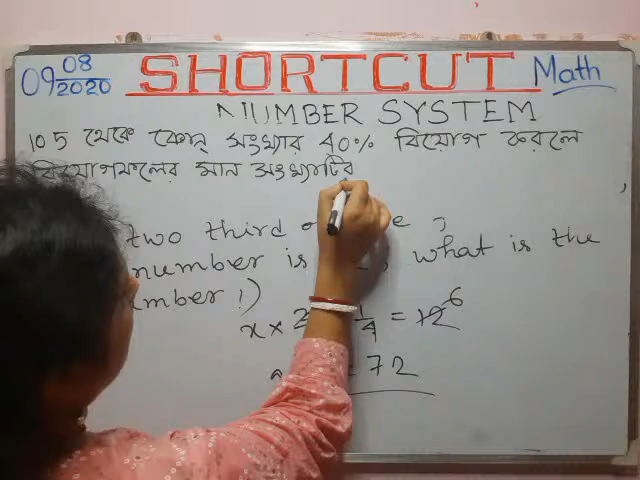 09 08/2020 SHORTCUT Math
NUMBER SYSTEM
105 থেকে কোন্ সংখ্যার 40% বিয়োগ করলে
বিয়োগফলের মান সংখ্যাটির
two third
number is , what is the
mber ?)
x × 2 1/4 = 12 6
= 72